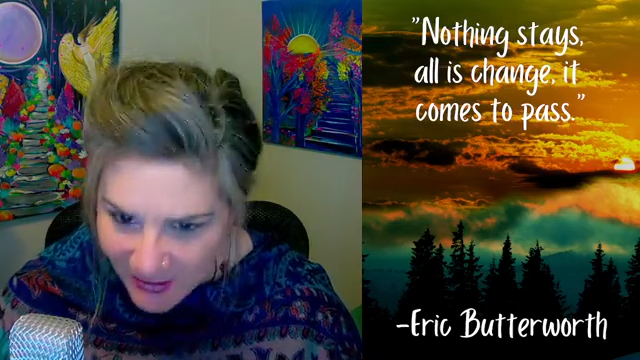 "Nothing stays,
all is change, it
comes to pass."
-Eric Butterworth